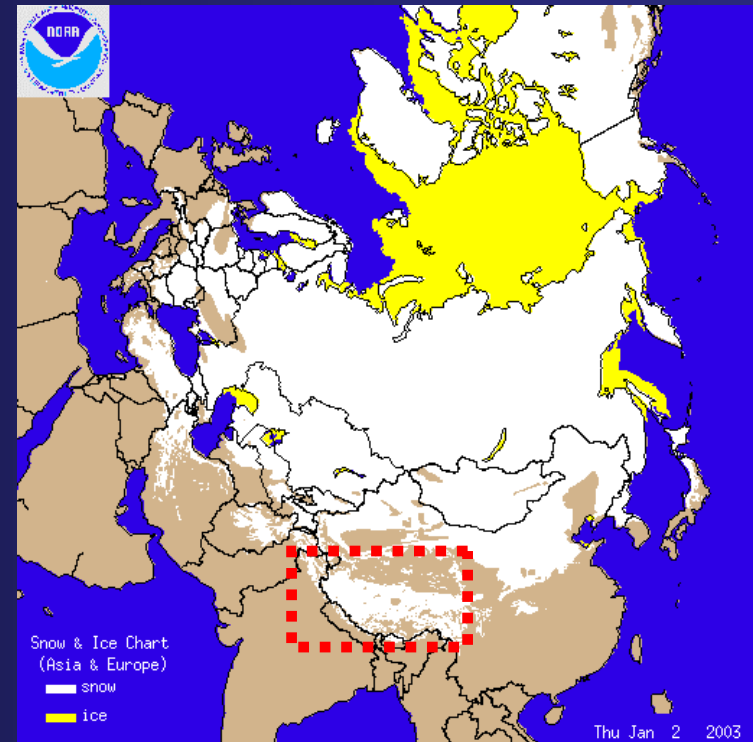 NOAA
Snow & Ice Chart
(Asia & Europe)
snow
ice
Thu Jan 2 2003